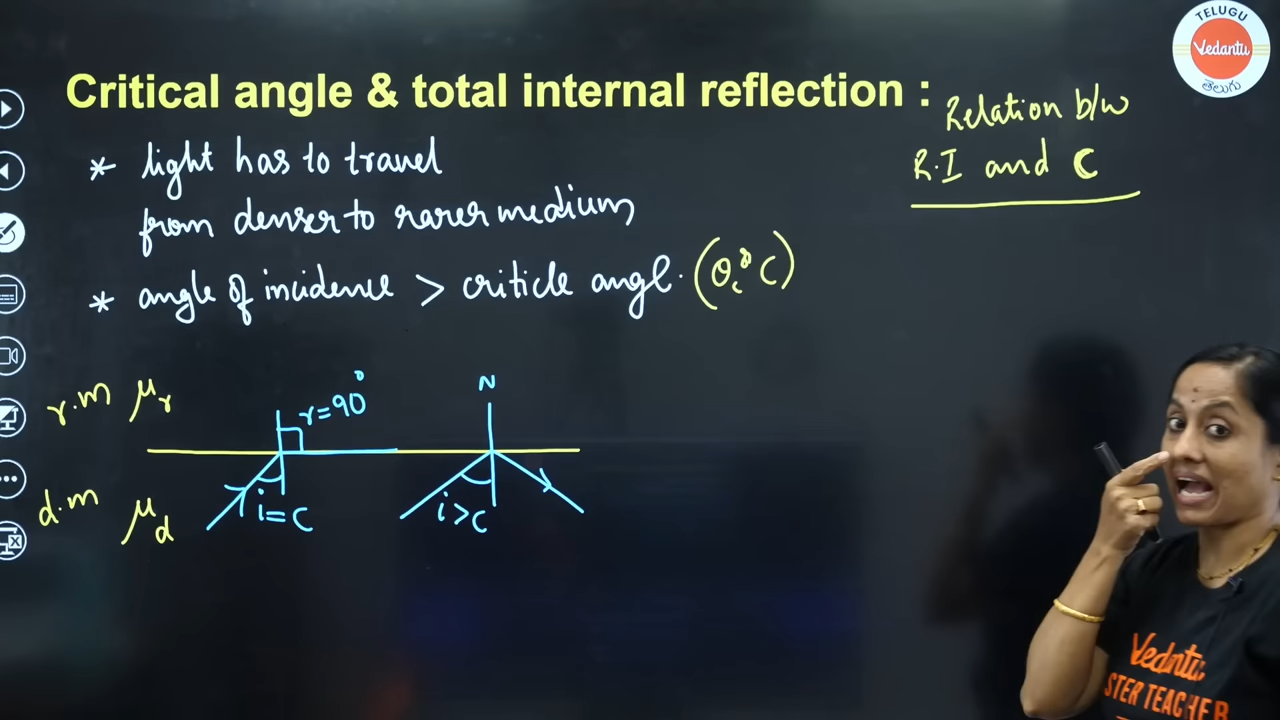 TELUGU
Vedantu
తెలుగు
Critical angle & total internal reflection :
Relation b/w
R.I and C
* light has to travel
from denser to rarer medium,
* angle of incidence > criticle angle. (θc or C)
r.m μr
r=90°
N
d.m μd
i=C
i>C
Vedantu
STER TEACHER